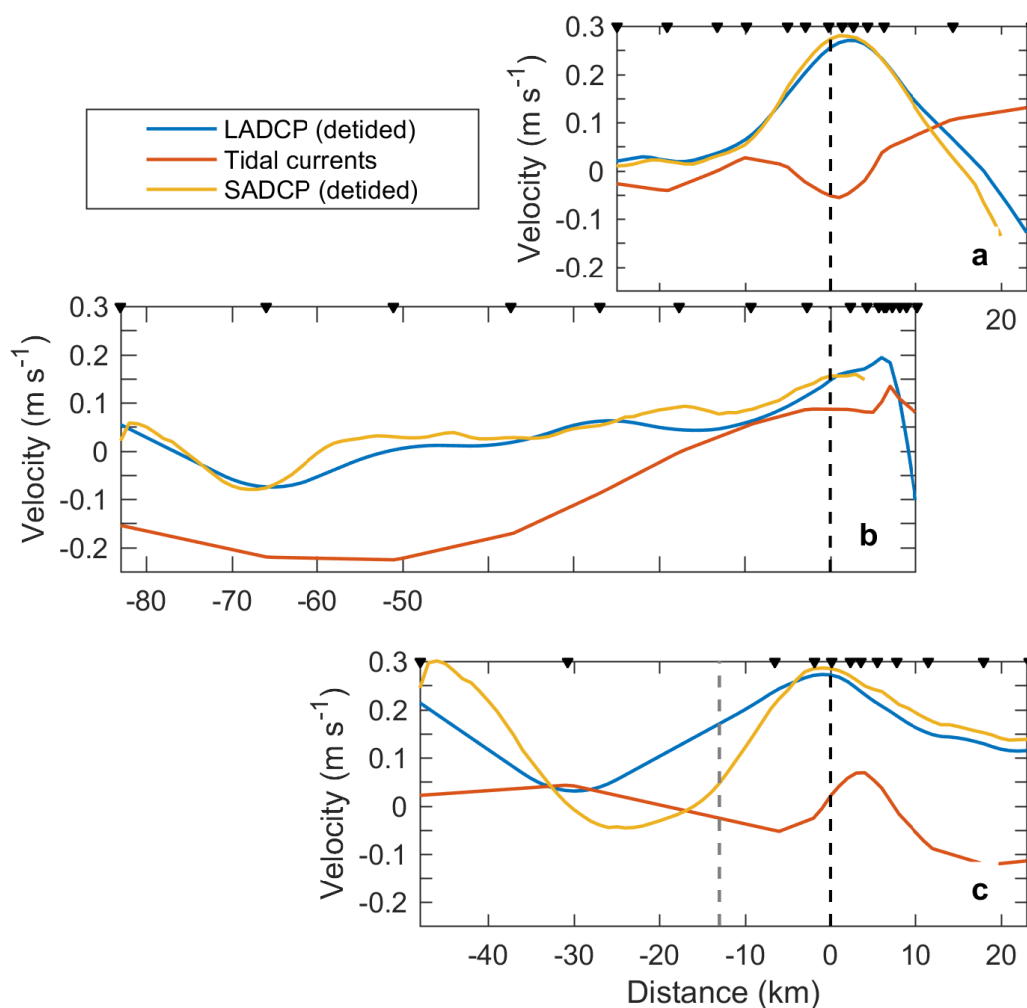 LADCP (detided)
Tidal currents
SADCP (detided)
0.3
0.2
0.1
0
-0.1
-0.2
Velocity (m s⁻¹)
a
20
0.3
0.2
0.1
0
-0.1
-0.2
Velocity (m s⁻¹)
b
-80 -70 -60 -50
0.3
0.2
0.1
0
-0.1
-0.2
Velocity (m s⁻¹)
c
-40 -30 -20 -10 0 10
Distance (km)